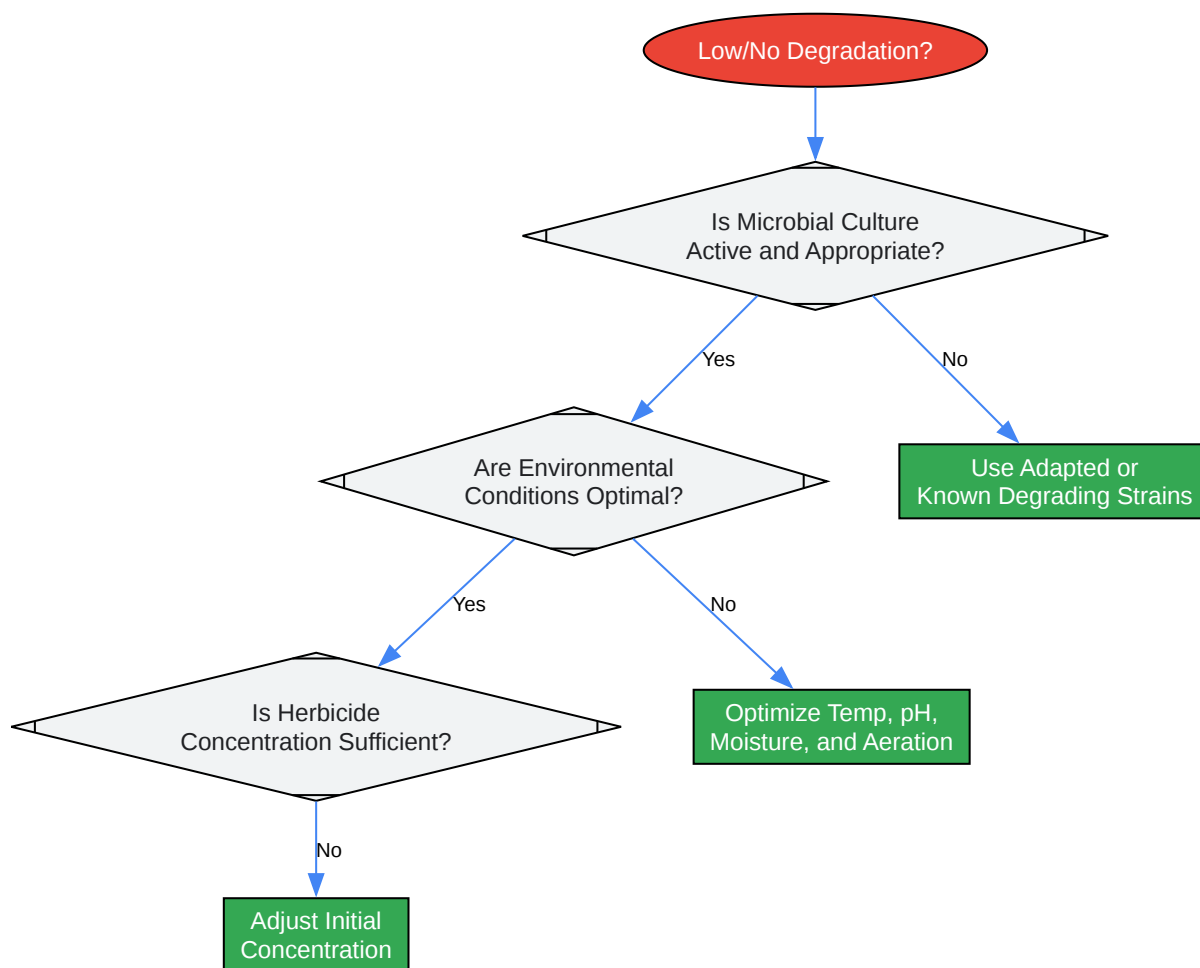 Low/No Degradation?
Is Microbial Culture
Active and Appropriate?
Yes
No
Are Environmental
Conditions Optimal?
Use Adapted or
Known Degrading Strains
Yes
No
Is Herbicide
Concentration Sufficient?
Optimize Temp, pH,
Moisture, and Aeration
No
Adjust Initial
Concentration